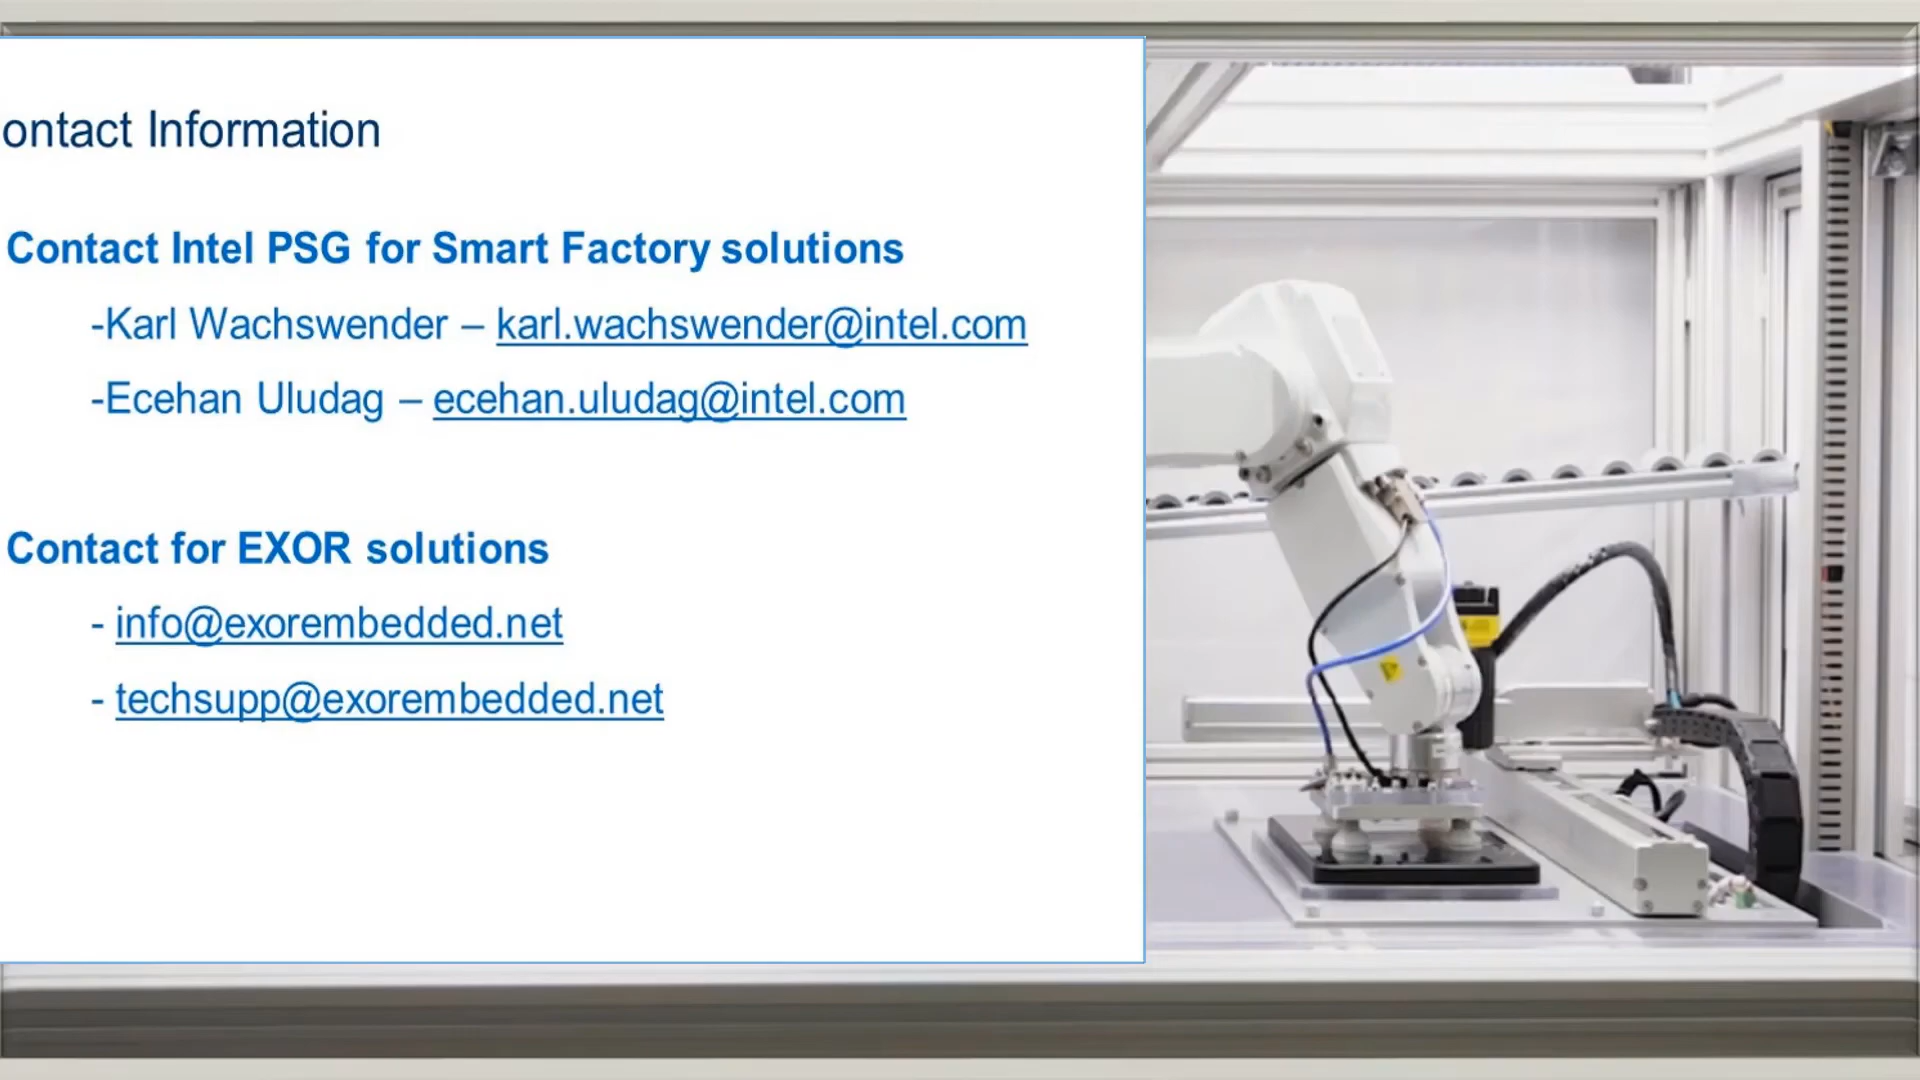 ontact Information
Contact Intel PSG for Smart Factory solutions
-Karl Wachswender – karl.wachswender@intel.com
-Ecehan Uludag – ecehan.uludag@intel.com
Contact for EXOR solutions
- info@exorembedded.net
- techsupp@exorembedded.net